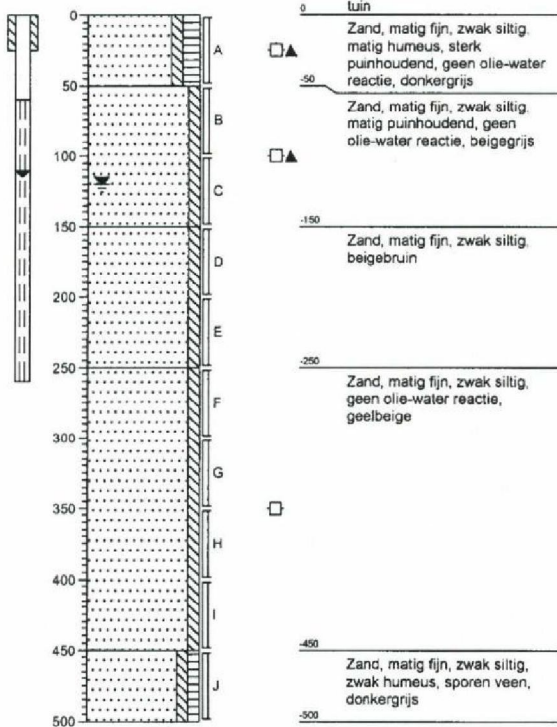 0
50
100
150
200
250
300
350
400
450
500
A
B
C
D
E
F
G
H
I
J
0
tuin
Zand, matig fijn, zwak siltig,
matig humeus, sterk
puinhoudend, geen olie-water
reactie, donkergrijs
-50
Zand, matig fijn, zwak siltig,
matig puinhoudend, geen
olie-water reactie, beigegrijs
-150
Zand, matig fijn, zwak siltig,
beigebruin
-250
Zand, matig fijn, zwak siltig,
geen olie-water reactie,
geelbeige
-450
Zand, matig fijn, zwak siltig,
zwak humeus, sporen veen,
donkergrijs
-500